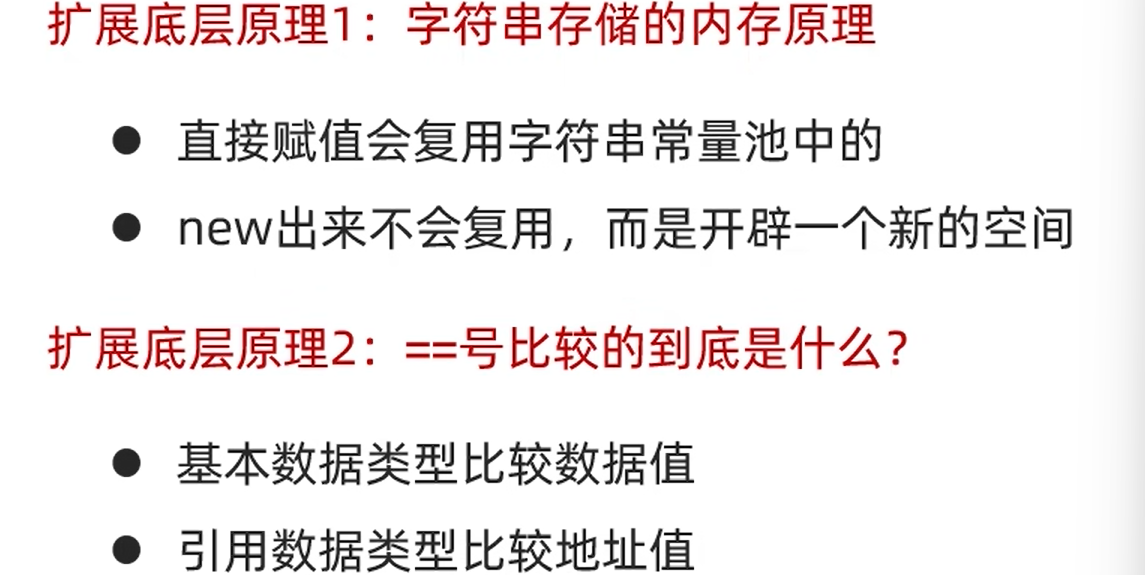 扩展底层原理1：字符串存储的内存原理
● 直接赋值会复用字符串常量池中的
● new出来不会复用，而是开辟一个新的空间
扩展底层原理2：==号比较的到底是什么？
● 基本数据类型比较数据值
● 引用数据类型比较地址值